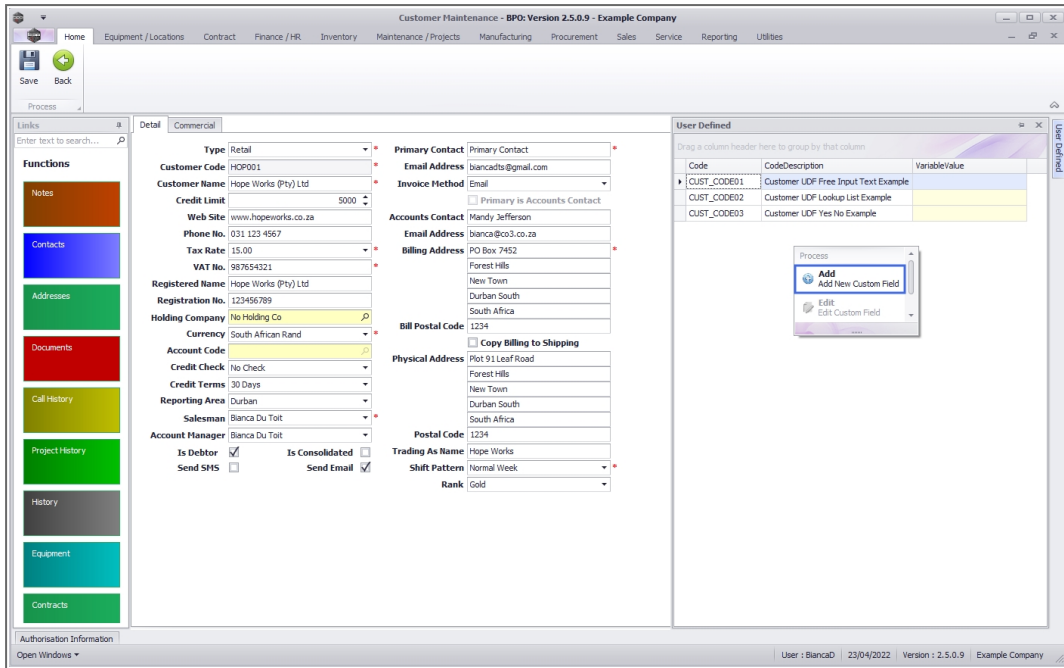 Customer Maintenance - BPO: Version 2.5.0.9 - Example Company
Home Equipment / Locations Contract Finance / HR Inventory Maintenance / Projects Manufacturing Procurement Sales Service Reporting Utilities
Save Back
Process
Links
Enter text to search...
Functions
Notes
Contacts
Addresses
Documents
Call History
Project History
History
Equipment
Contracts
Detail Commercial
Type Retail *
Customer Code HOP001 *
Customer Name Hope Works (Pty) Ltd *
Credit Limit 5000
Web Site www.hopeworks.co.za
Phone No. 031 123 4567
Tax Rate 15.00 *
VAT No. 987654321 *
Registered Name Hope Works (Pty) Ltd
Registration No. 123456789
Holding Company No Holding Co
Currency South African Rand *
Account Code
Credit Check No Check
Credit Terms 30 Days
Reporting Area Durban
Salesman Bianca Du Toit *
Account Manager Bianca Du Toit
Is Debtor Is Consolidated
Send SMS Send Email
Primary Contact Primary Contact *
Email Address biancadts@gmail.com
Invoice Method Email
Primary is Accounts Contact
Accounts Contact Mandy Jefferson
Email Address bianca@co3.co.za
Billing Address PO Box 7452 *
Forest Hills
New Town
Durban South
South Africa
Bill Postal Code 1234
Copy Billing to Shipping
Physical Address Plot 91 Leaf Road
Forest Hills
New Town
Durban South
South Africa
Postal Code 1234
Trading As Name Hope Works
Shift Pattern Normal Week *
Rank Gold
User Defined
Drag a column header here to group by that column
Code CodeDescription VariableValue
CUST_CODE01 Customer UDF Free Input Text Example
CUST_CODE02 Customer UDF Lookup List Example
CUST_CODE03 Customer UDF Yes No Example
Process
Add
Add New Custom Field
Edit
Edit Custom Field
User Defined
Authorisation Information
Open Windows
User : BiancaD 23/04/2022 Version : 2.5.0.9 Example Company